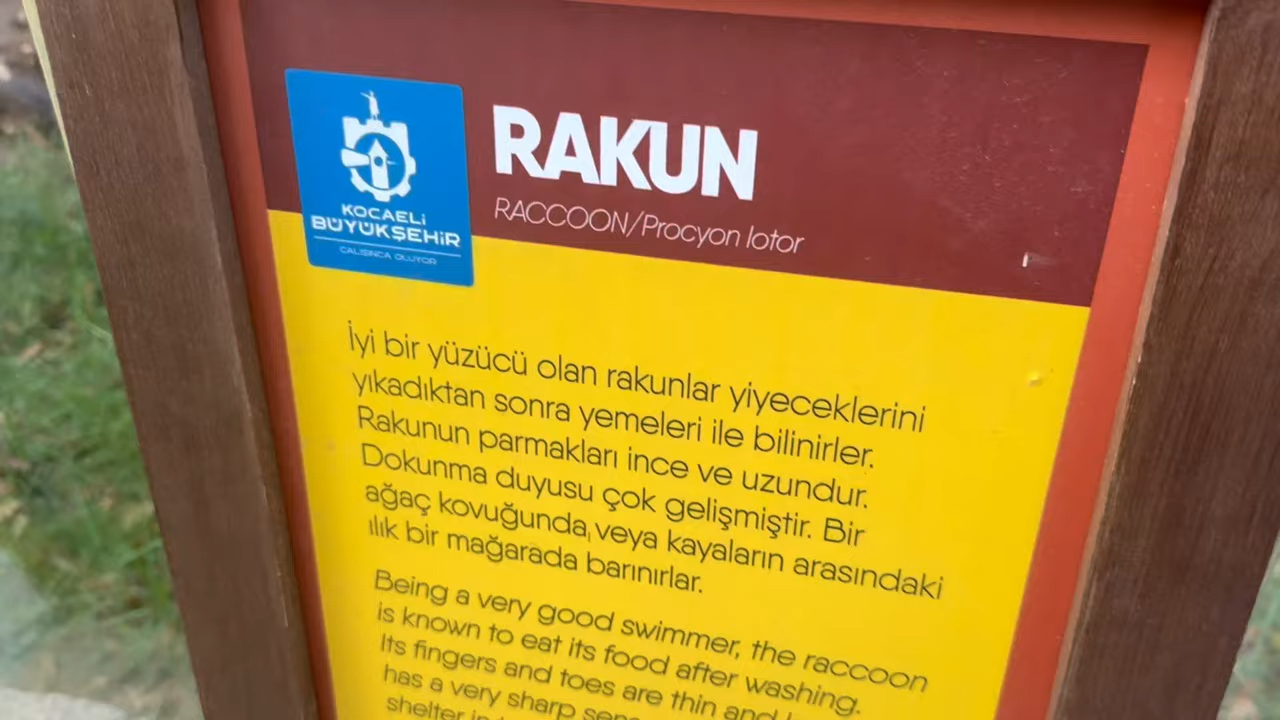 KOCAELİ
BÜYÜKŞEHİR
ÇALIŞINCA OLUYOR
RAKUN
RACCOON/Procyon lotor
İyi bir yüzücü olan rakunlar yiyeceklerini
yıkadıktan sonra yemeleri ile bilinirler.
Rakunun parmakları ince ve uzundur.
Dokunma duyusu çok gelişmiştir. Bir
ağaç kovuğunda, veya kayaların arasındaki
ılık bir mağarada barınırlar.
Being a very good swimmer, the raccoon
is known to eat its food after washing.
Its fingers and toes are thin and
has a very sharp
shelter